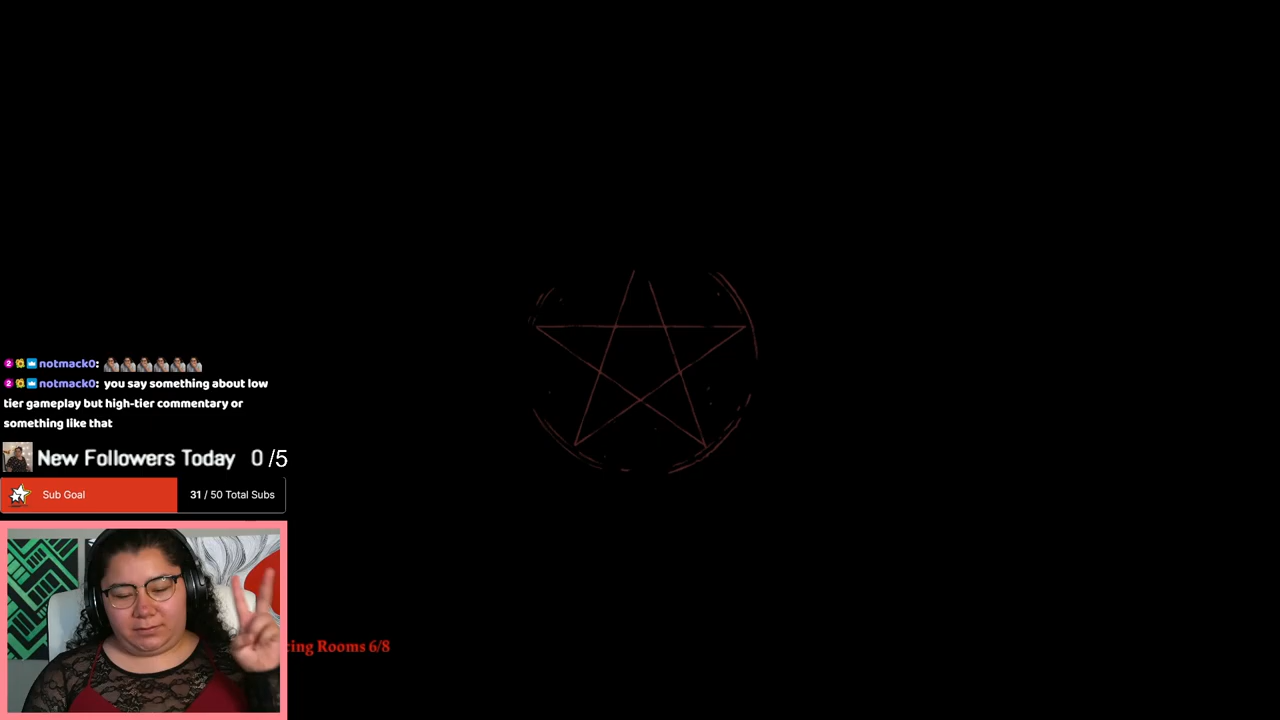 notmack0:
notmack0: you say something about low
tier gameplay but high-tier commentary or
something like that
New Followers Today 0 /5
Sub Goal 31 / 50 Total Subs
Rooms 6/8